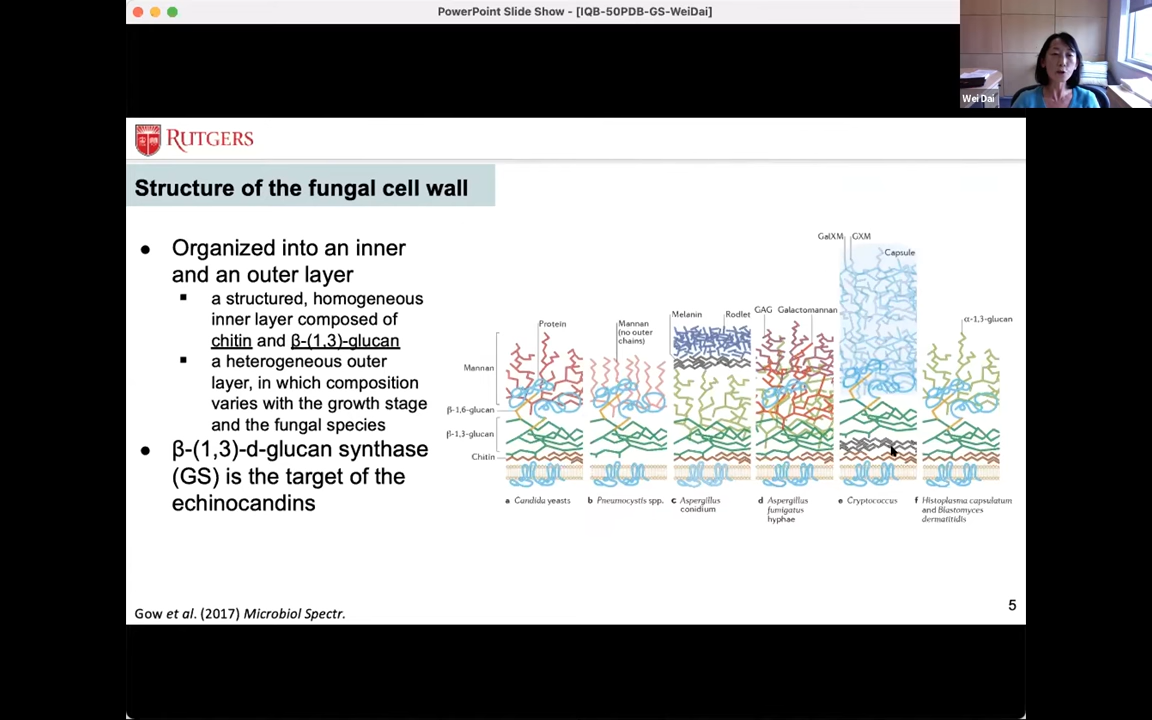 PowerPoint Slide Show - [IQB-50PDB-GS-WeiDai]
Wei Dai
RUTGERS
Structure of the fungal cell wall
● Organized into an inner
and an outer layer
▪ a structured, homogeneous
inner layer composed of
chitin and β-(1,3)-glucan
▪ a heterogeneous outer
layer, in which composition
varies with the growth stage
and the fungal species
● β-(1,3)-d-glucan synthase
(GS) is the target of the
echinocandins
GalXM GXM
Capsule
Protein
Mannan
(no outer
chains)
Melanin
Rodlet
GAG Galactomannan
α-1,3-glucan
Mannan
β-1,6-glucan
β-1,3-glucan
Chitin
a Candida yeasts
b Pneumocystis spp.
c Aspergillus
conidium
d Aspergillus
fumigatus
hyphae
e Cryptococcus
f Histoplasma capsulatum
and Blastomyces
dermatitidis
Gow et al. (2017) Microbiol Spectr.
5